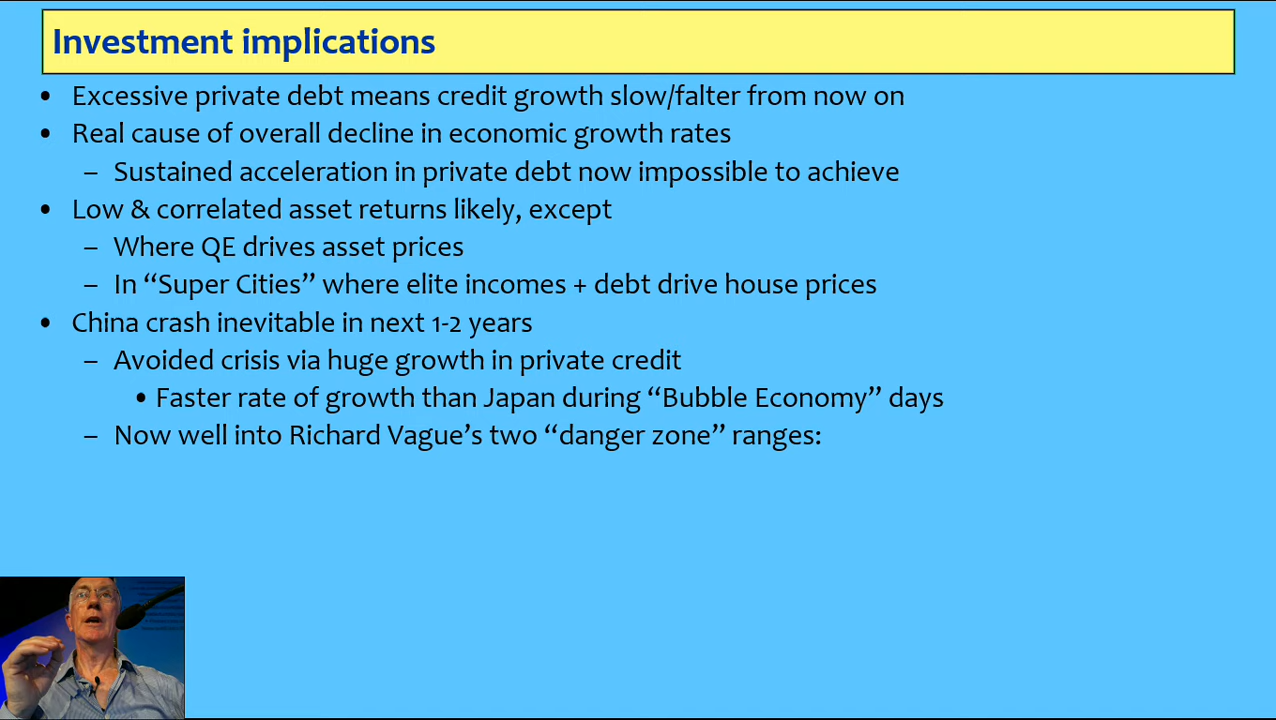 Investment implications
• Excessive private debt means credit growth slow/falter from now on
• Real cause of overall decline in economic growth rates
– Sustained acceleration in private debt now impossible to achieve
• Low & correlated asset returns likely, except
– Where QE drives asset prices
– In “Super Cities” where elite incomes + debt drive house prices
• China crash inevitable in next 1-2 years
– Avoided crisis via huge growth in private credit
• Faster rate of growth than Japan during “Bubble Economy” days
– Now well into Richard Vague’s two “danger zone” ranges: